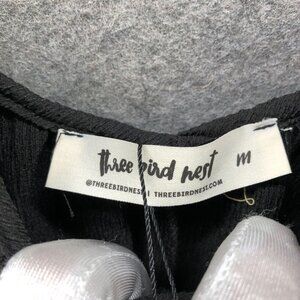 three bird nest M
@THREEBIRDNEST | THREEBIRDNEST.COM